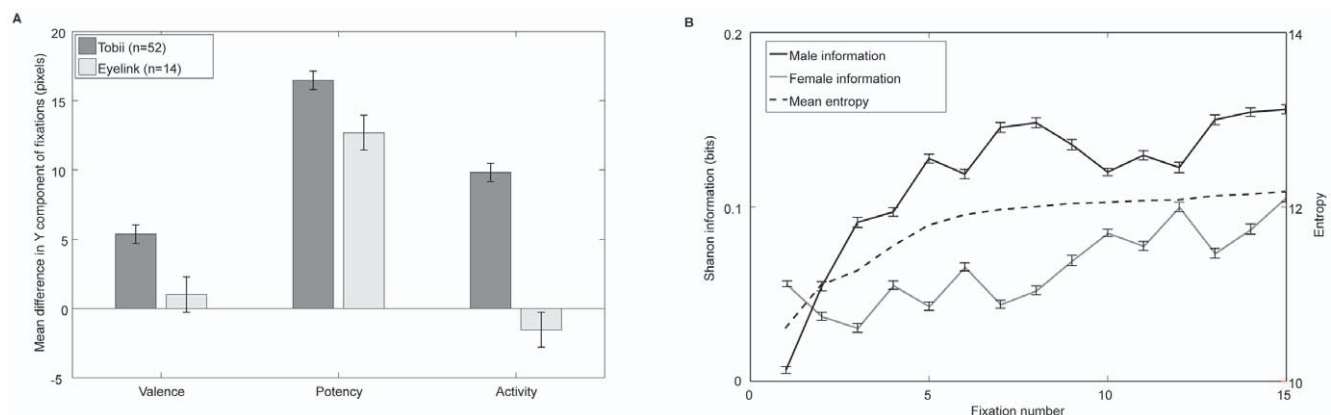 A
Mean difference in Y component of fixations (pixels)
20
15
10
5
0
-5
Tobii (n=52)
Eyelink (n=14)
Valence
Potency
Activity
B
Shanon information (bits)
0.2
0.1
0
Male information
Female information
Mean entropy
14
12
10
Entropy
0
5
10
15
Fixation number